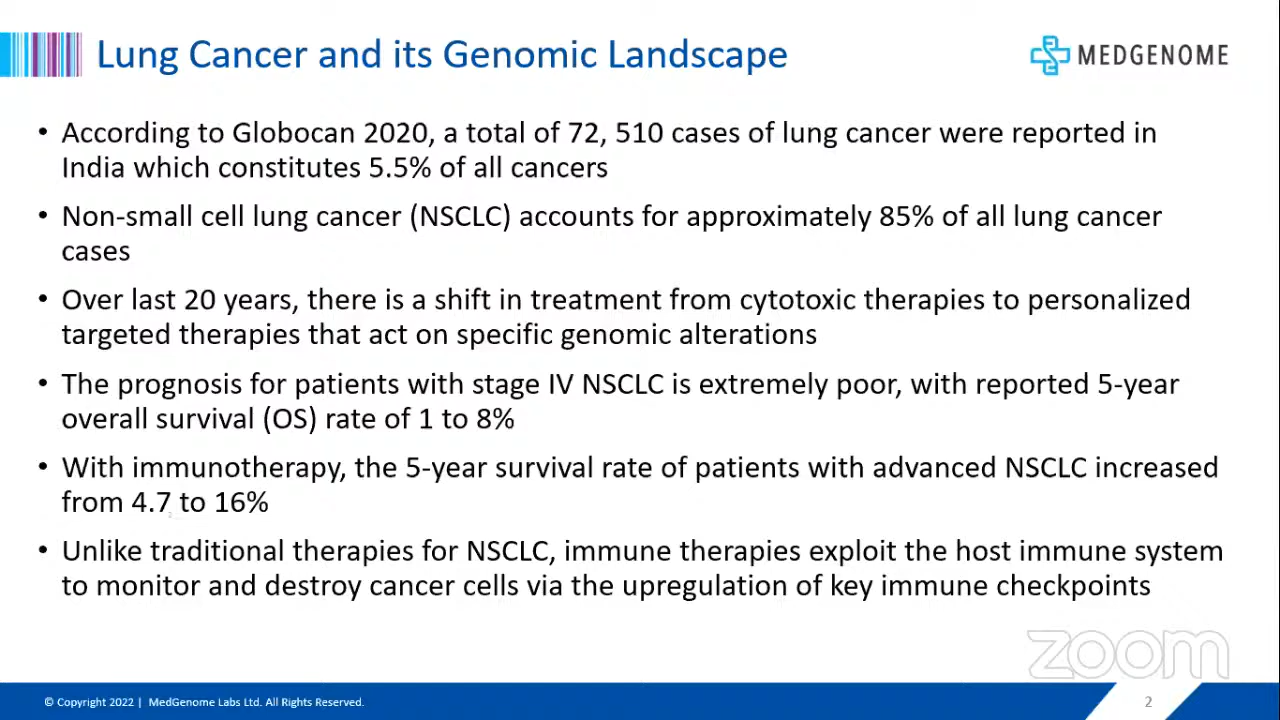 Lung Cancer and its Genomic Landscape
MEDGENOME
• According to Globocan 2020, a total of 72, 510 cases of lung cancer were reported in
India which constitutes 5.5% of all cancers
• Non-small cell lung cancer (NSCLC) accounts for approximately 85% of all lung cancer
cases
• Over last 20 years, there is a shift in treatment from cytotoxic therapies to personalized
targeted therapies that act on specific genomic alterations
• The prognosis for patients with stage IV NSCLC is extremely poor, with reported 5-year
overall survival (OS) rate of 1 to 8%
• With immunotherapy, the 5-year survival rate of patients with advanced NSCLC increased
from 4.7 to 16%
• Unlike traditional therapies for NSCLC, immune therapies exploit the host immune system
to monitor and destroy cancer cells via the upregulation of key immune checkpoints
zoom
© Copyright 2022 | MedGenome Labs Ltd. All Rights Reserved.
2